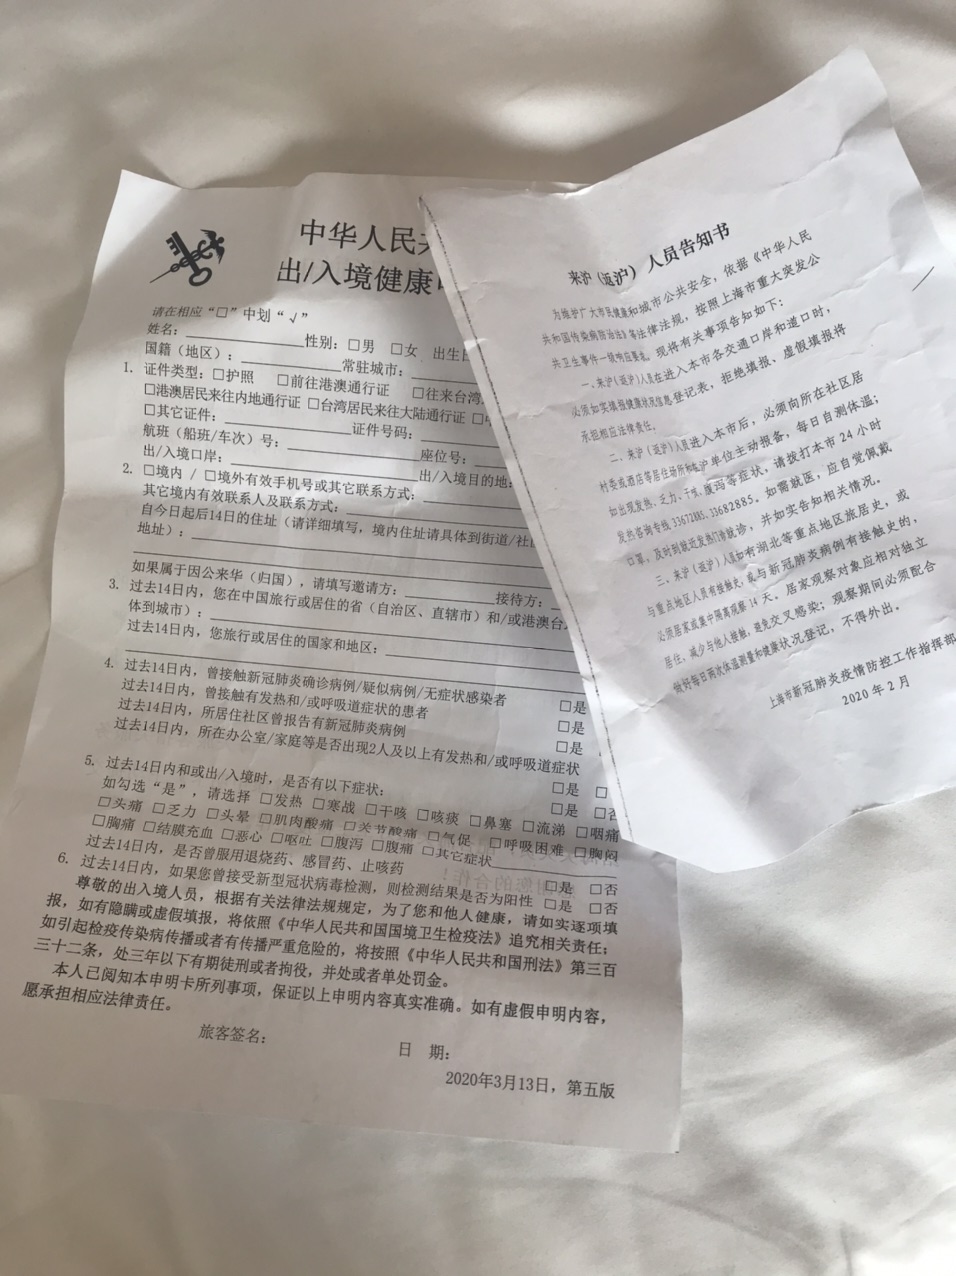 中华人民共
出/入境健康申
请在相应“□”中划“√”
姓名： 性别：□男 □女 出生日
国籍（地区）： 常驻城市：
1. 证件类型：□护照 □前往港澳通行证 □往来台湾
□港澳居民来往内地通行证 □台湾居民来往大陆通行证 □中
□其它证件： 证件号码：
航班（船班/车次）号： 座位号：
出/入境口岸： 出/入境目的地：
2. □境内 / □境外有效手机号或其它联系方式：
其它境内有效联系人及联系方式：
自今日起后14日的住址（请详细填写，境内住址请具体到街道/社区
地址）：
如果属于因公来华（归国），请填写邀请方： 接待方：
3. 过去14日内，您在中国旅行或居住的省（自治区、直辖市）和/或港澳台
体到城市）：
过去14日内，您旅行或居住的国家和地区：
4. 过去14日内，曾接触新冠肺炎确诊病例/疑似病例/无症状感染者 □是
过去14日内，曾接触有发热和/或呼吸道症状的患者 □是
过去14日内，所居住社区曾报告有新冠肺炎病例 □是
过去14日内，所在办公室/家庭等是否出现2人及以上有发热和/或呼吸道症状
□是 □
5. 过去14日内和或出/入境时，是否有以下症状： □是 □否
如勾选“是”，请选择 □发热 □寒战 □干咳 □咳痰 □鼻塞 □流涕 □咽痛
□头痛 □乏力 □头晕 □肌肉酸痛 □关节酸痛 □气促 □呼吸困难 □胸闷
□胸痛 □结膜充血 □恶心 □呕吐 □腹泻 □腹痛 □其它症状
过去14日内，是否曾服用退烧药、感冒药、止咳药 □是 □否
6. 过去14日内，如果您曾接受新型冠状病毒检测，则检测结果是否为阳性 □是 □否
尊敬的出入境人员，根据有关法律法规规定，为了您和他人健康，请如实逐项填
报，如有隐瞒或虚假填报，将依照《中华人民共和国国境卫生检疫法》追究相关责任；
如引起检疫传染病传播或者有传播严重危险的，将按照《中华人民共和国刑法》第三百
三十二条，处三年以下有期徒刑或者拘役，并处或者单处罚金。
本人已阅知本申明卡所列事项，保证以上申明内容真实准确。如有虚假申明内容，
愿承担相应法律责任。
旅客签名：
日 期：
2020年3月13日，第五版
来沪（返沪）人员告知书
为维护广大市民健康和城市公共安全，依据《中华人民
共和国传染病防治法》等法律法规，按照上海市重大突发公
共卫生事件一级响应要求，现将有关事项告知如下：
一、来沪（返沪）人员在进入本市各交通口岸和道口时，
必须如实填报健康状况信息登记表，拒绝填报、虚假填报将
承担相应法律责任。
二、来沪（返沪）人员进入本市后，必须向所在社区居
村委或酒店等居住场所和在沪单位主动报备，每日自测体温；
如出现发热、乏力、干咳、腹泻等症状，请拨打本市 24 小时
发热咨询专线 33672885、33682885。如需就医，应自觉佩戴
口罩，及时到就近发热门诊就诊，并如实告知相关情况。
三、来沪（返沪）人员如有湖北等重点地区旅居史，或
与重点地区人员有接触史，或与新冠肺炎病例有接触史的，
必须居家或集中隔离观察 14 天。居家观察对象应相对独立
居住，减少与他人接触，避免交叉感染；观察期间必须配合
做好每日两次体温测量和健康状况登记，不得外出。
上海市新冠肺炎疫情防控工作指挥部
2020 年 2 月